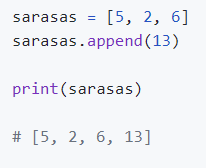 sarasas = [5, 2, 6]
sarasas.append(13)
print(sarasas)
# [5, 2, 6, 13]